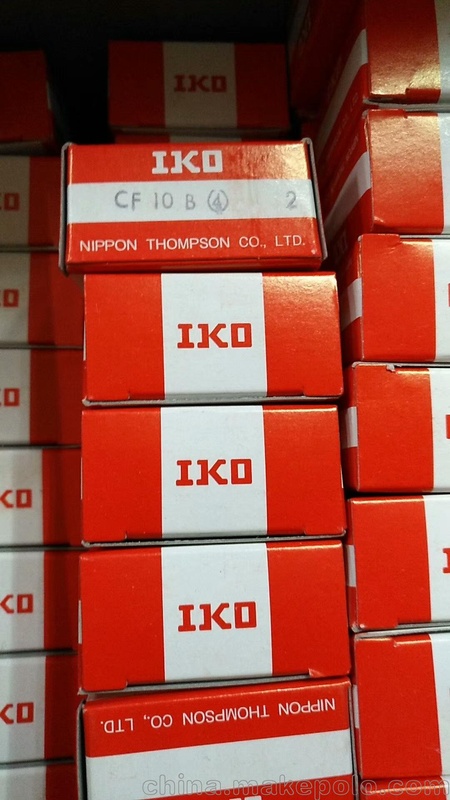 IKO
IKO
CF 10 B ④ 2
NIPPON THOMPSON CO., LTD.
IKO
IKO
IKO
NIPPON THOMPSON CO., LTD.
china.makepolo.com